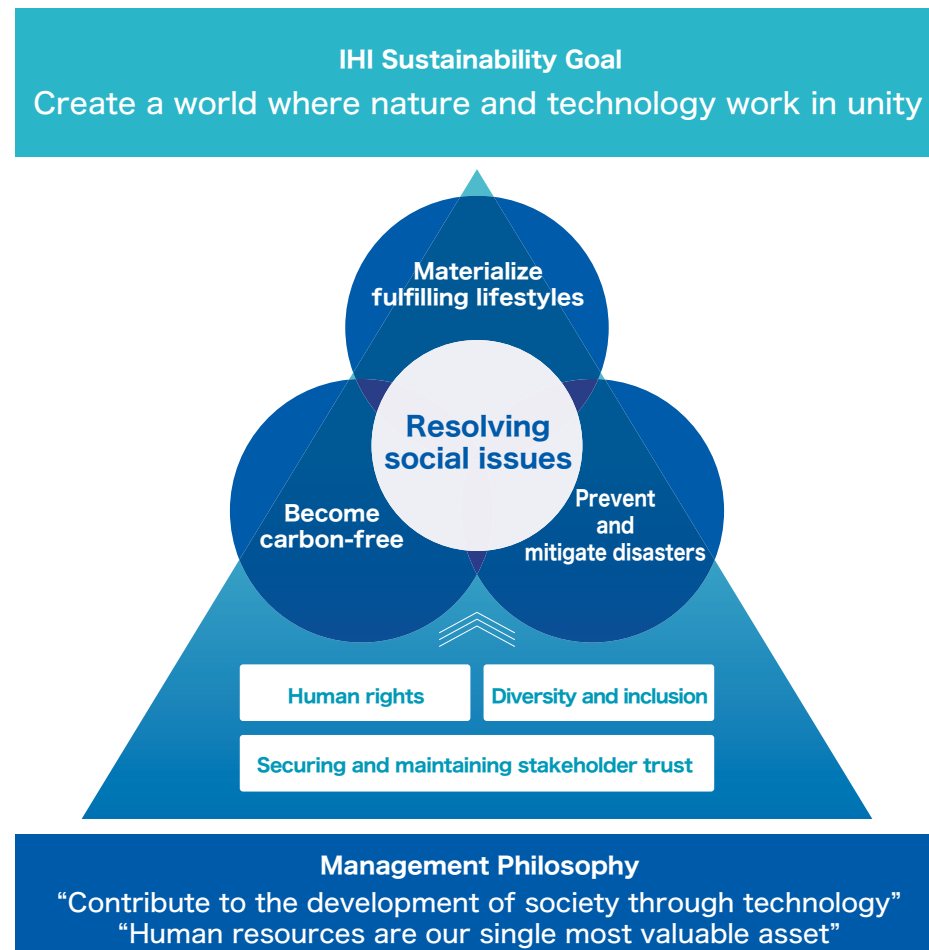 IHI Sustainability Goal
Create a world where nature and technology work in unity
Materialize
fulfilling lifestyles
Resolving
social issues
Become
carbon-free
Prevent
and
mitigate disasters
Human rights
Diversity and inclusion
Securing and maintaining stakeholder trust
Management Philosophy
“Contribute to the development of society through technology”
“Human resources are our single most valuable asset”